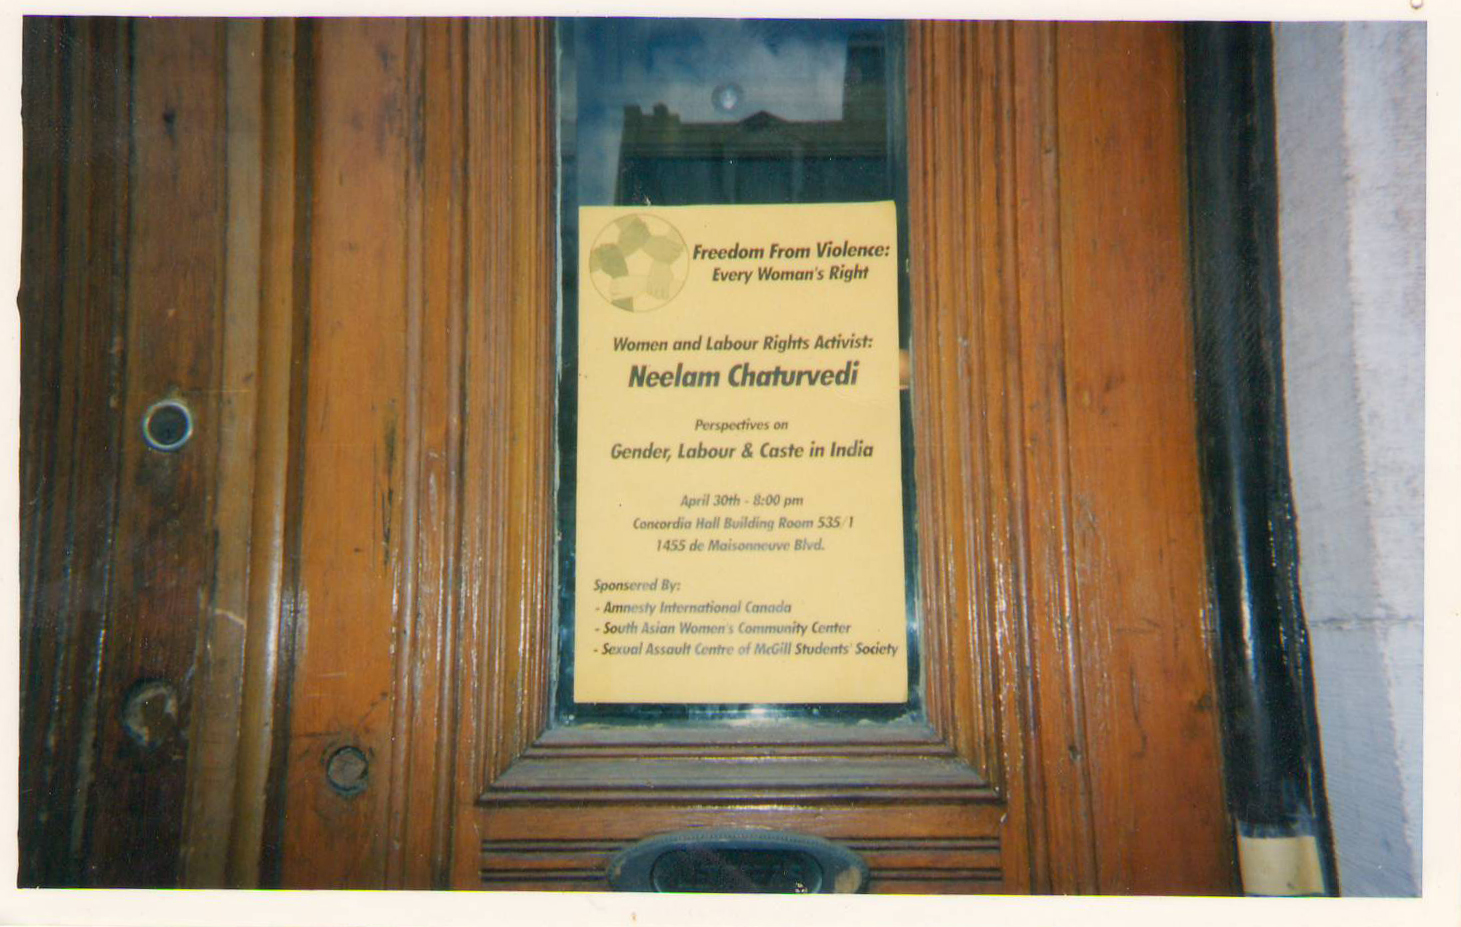 Freedom From Violence:
Every Woman's Right
Women and Labour Rights Activist:
Neelam Chaturvedi
Perspectives on
Gender, Labour & Caste in India
April 30th - 8:00 pm
Concordia Hall Building Room 535/1
1455 de Maisonneuve Blvd.
Sponsered By:
- Amnesty International Canada
- South Asian Women's Community Center
- Sexual Assault Centre of McGill Students' Society